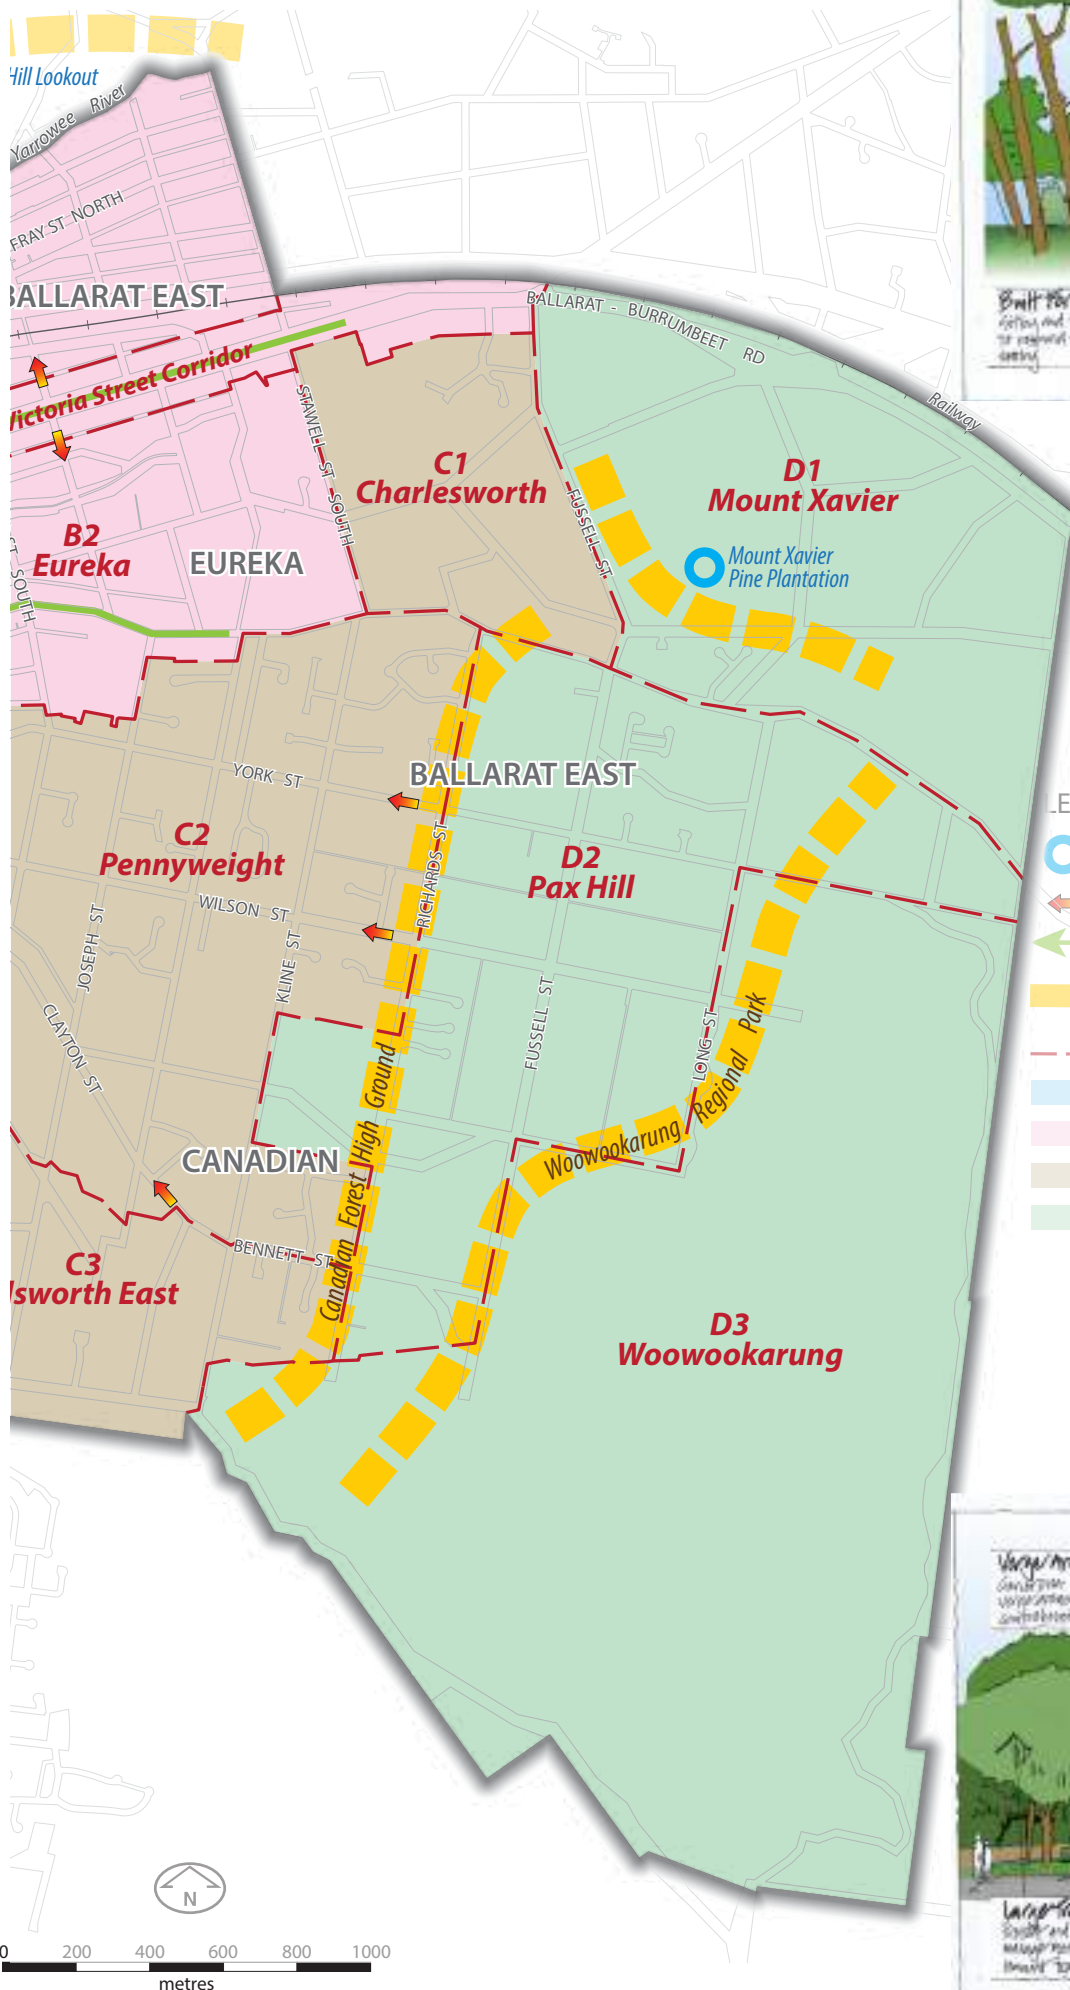 Hill Lookout
Yarrowee River
FRAY ST NORTH
BALLARAT EAST
BALLARAT - BURRUMBEET RD
Railway
Victoria Street Corridor
STAWELL ST SOUTH
C1
Charlesworth
FUSSELL ST
D1
Mount Xavier
Mount Xavier
Pine Plantation
B2
Eureka
EUREKA
ST SOUTH
YORK ST
BALLARAT EAST
C2
Pennyweight
RICHARDS ST
D2
Pax Hill
WILSON ST
JOSEPH ST
KLINE ST
CLAYTON ST
FUSSELL ST
LONG ST
Woowookarung Regional Park
Canadian Forest High Ground
CANADIAN
BENNETT ST
C3
lsworth East
D3
Woowookarung
LE
N
0 200 400 600 800 1000
metres